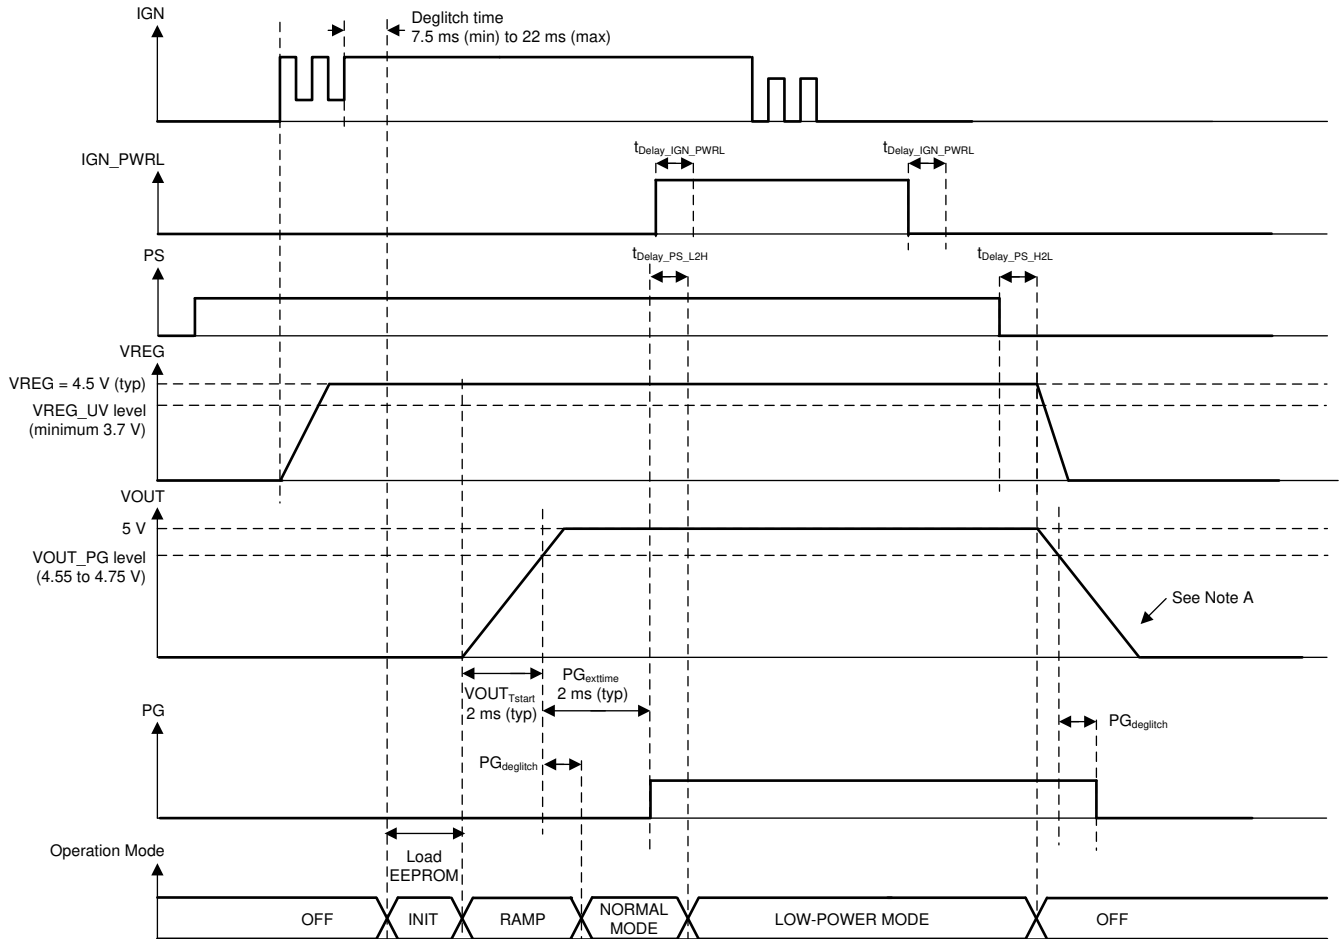 IGN
Deglitch time
7.5 ms (min) to 22 ms (max)
tDelay_IGN_PWRL
tDelay_IGN_PWRL
IGN_PWRL
PS
tDelay_PS_L2H
tDelay_PS_H2L
VREG
VREG = 4.5 V (typ)
VREG_UV level
(minimum 3.7 V)
VOUT
5 V
VOUT_PG level
(4.55 to 4.75 V)
See Note A
VOUTTstart
2 ms (typ)
PGexttime
2 ms (typ)
PG
PGdeglitch
PGdeglitch
Load
EEPROM
Operation Mode
OFF
INIT
RAMP
NORMAL
MODE
LOW-POWER MODE
OFF